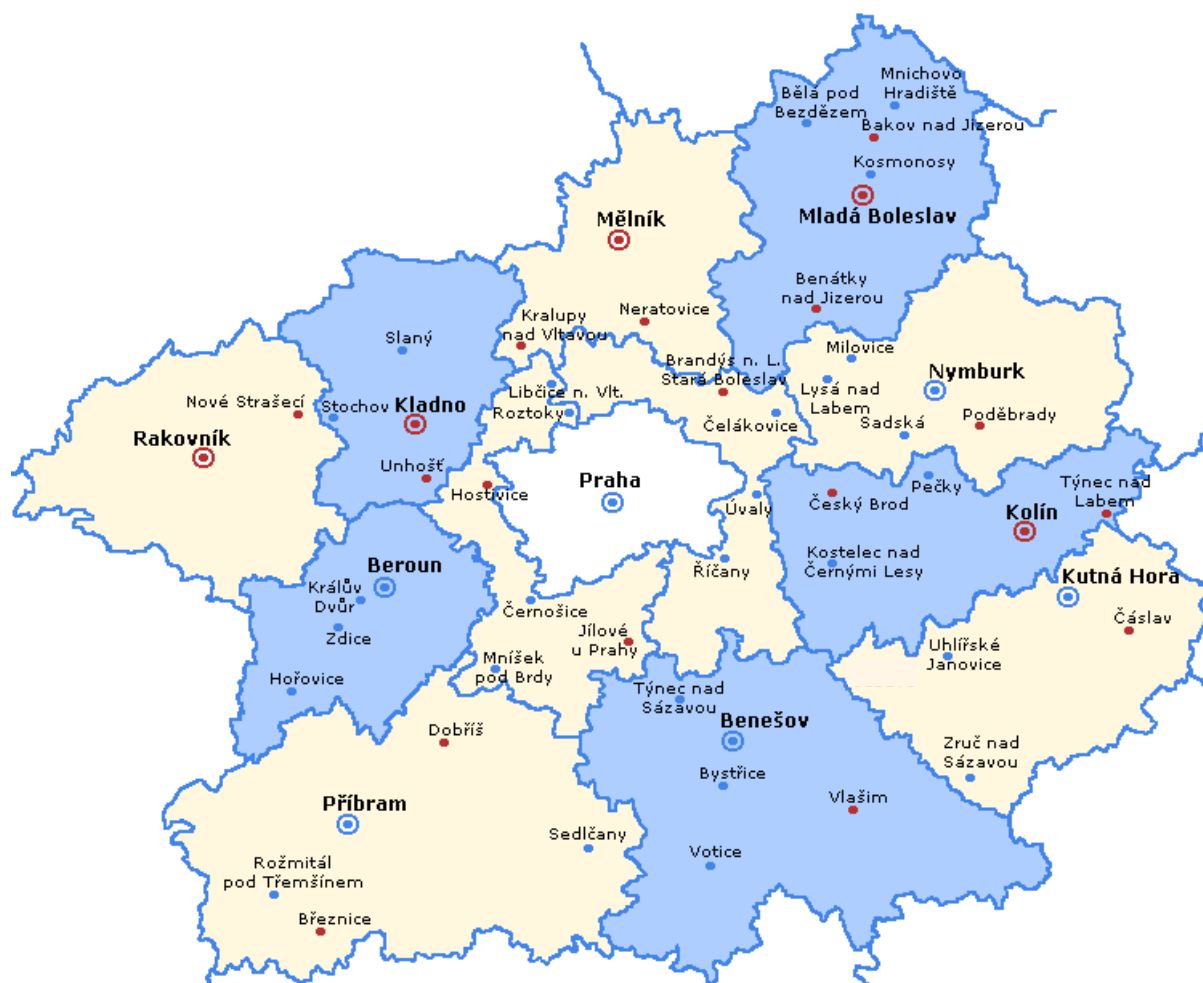 Mnichovo
Hradiště
Bělá pod
Bezdězem
Bakov nad Jizerou
Kosmonosy
Mladá Boleslav
Mělník
Benátky
nad Jizerou
Neratovice
Kralupy
nad Vltavou
Slaný
Milovice
Brandýs n. L.
Stará Boleslav
Nymburk
Libčice n. Vlt.
Lysá nad
Labem
Nové Strašecí
Stochov
Kladno
Roztoky
Čelákovice
Sadská
Poděbrady
Rakovník
Unhošť
Hostivice
Praha
Pečky
Týnec nad
Labem
Úvaly
Český Brod
Kolín
Beroun
Říčany
Kostelec nad
Černými Lesy
Kutná Hora
Králův
Dvůr
Černošice
Čáslav
Zdice
Jílové
u Prahy
Uhlířské
Janovice
Mníšek
pod Brdy
Hořovice
Týnec nad
Sázavou
Benešov
Dobříš
Zruč nad
Sázavou
Bystřice
Vlašim
Příbram
Sedlčany
Votice
Rožmitál
pod Třemšínem
Březnice